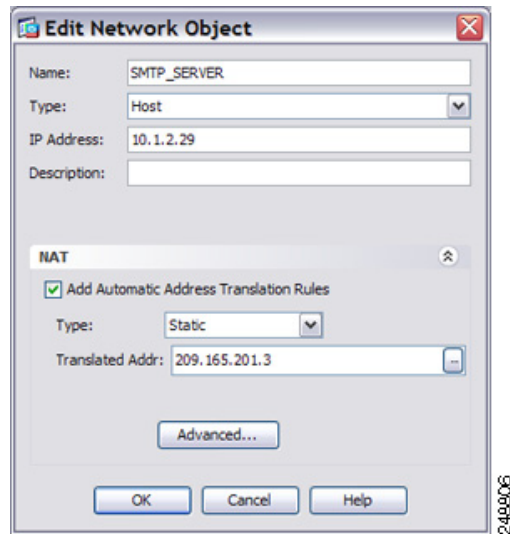 Edit Network Object
Name: SMTP_SERVER
Type: Host
IP Address: 10.1.2.29
Description:
NAT
Add Automatic Address Translation Rules
Type: Static
Translated Addr: 209.165.201.3
...
Advanced...
OK Cancel Help
248906